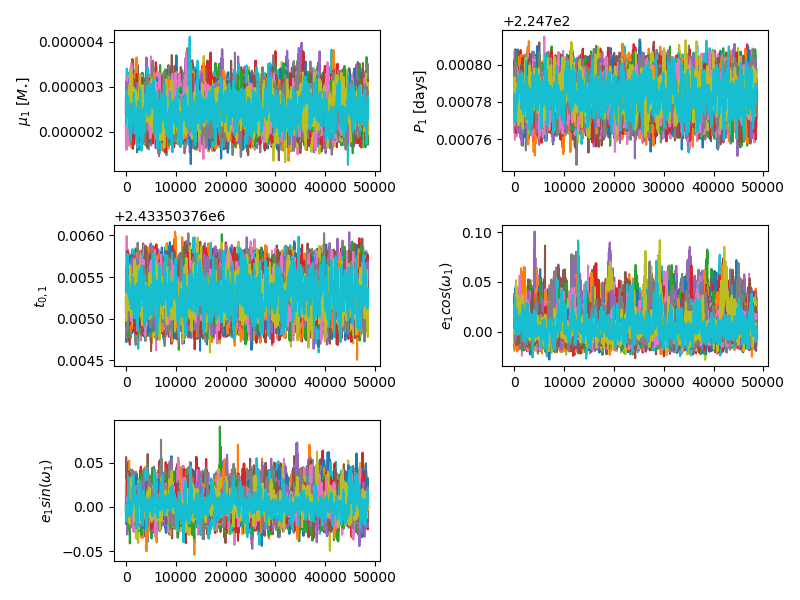 μ₁ [M⋆]
0.000004
0.000003
0.000002
0 10000 20000 30000 40000 50000
+2.247e2
P₁ [days]
0.00080
0.00078
0.00076
0 10000 20000 30000 40000 50000
+2.43350376e6
t₀,₁
0.0060
0.0055
0.0050
0.0045
0 10000 20000 30000 40000 50000
e₁cos(ω₁)
0.10
0.05
0.00
0 10000 20000 30000 40000 50000
e₁sin(ω₁)
0.05
0.00
−0.05
0 10000 20000 30000 40000 50000